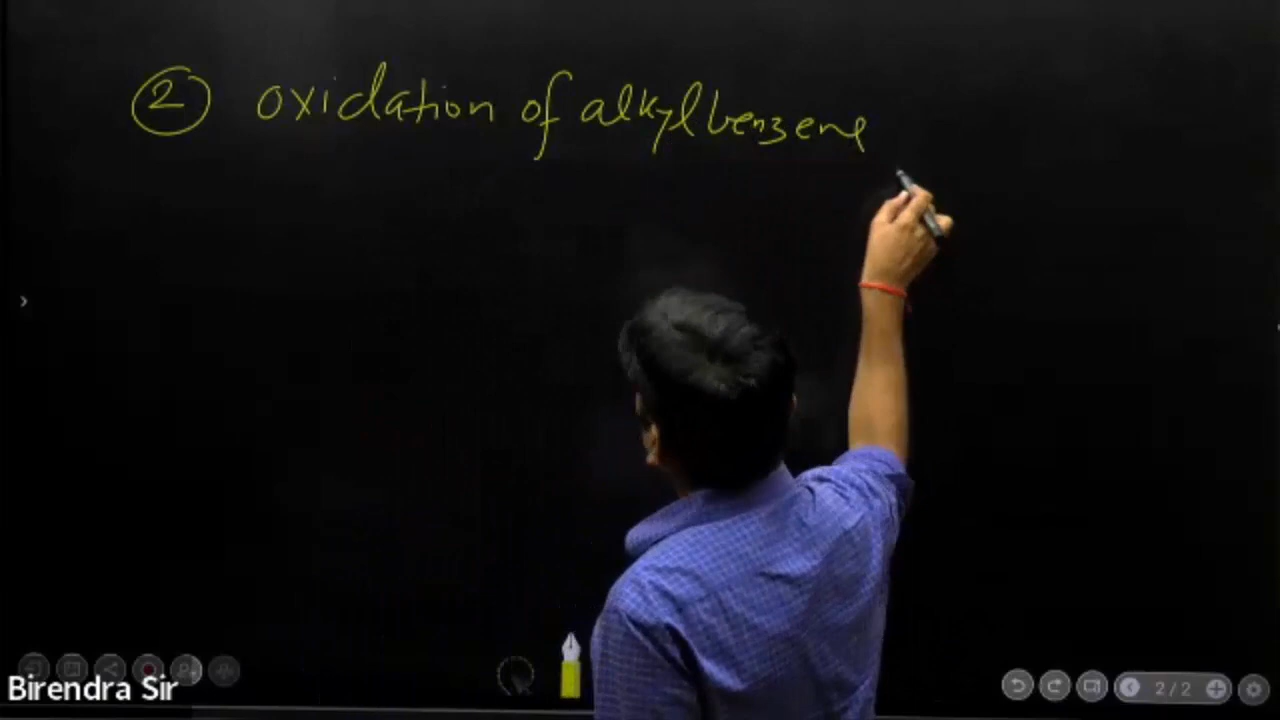 ② oxidation of alkylbenzene
Birendra Sir
2/2